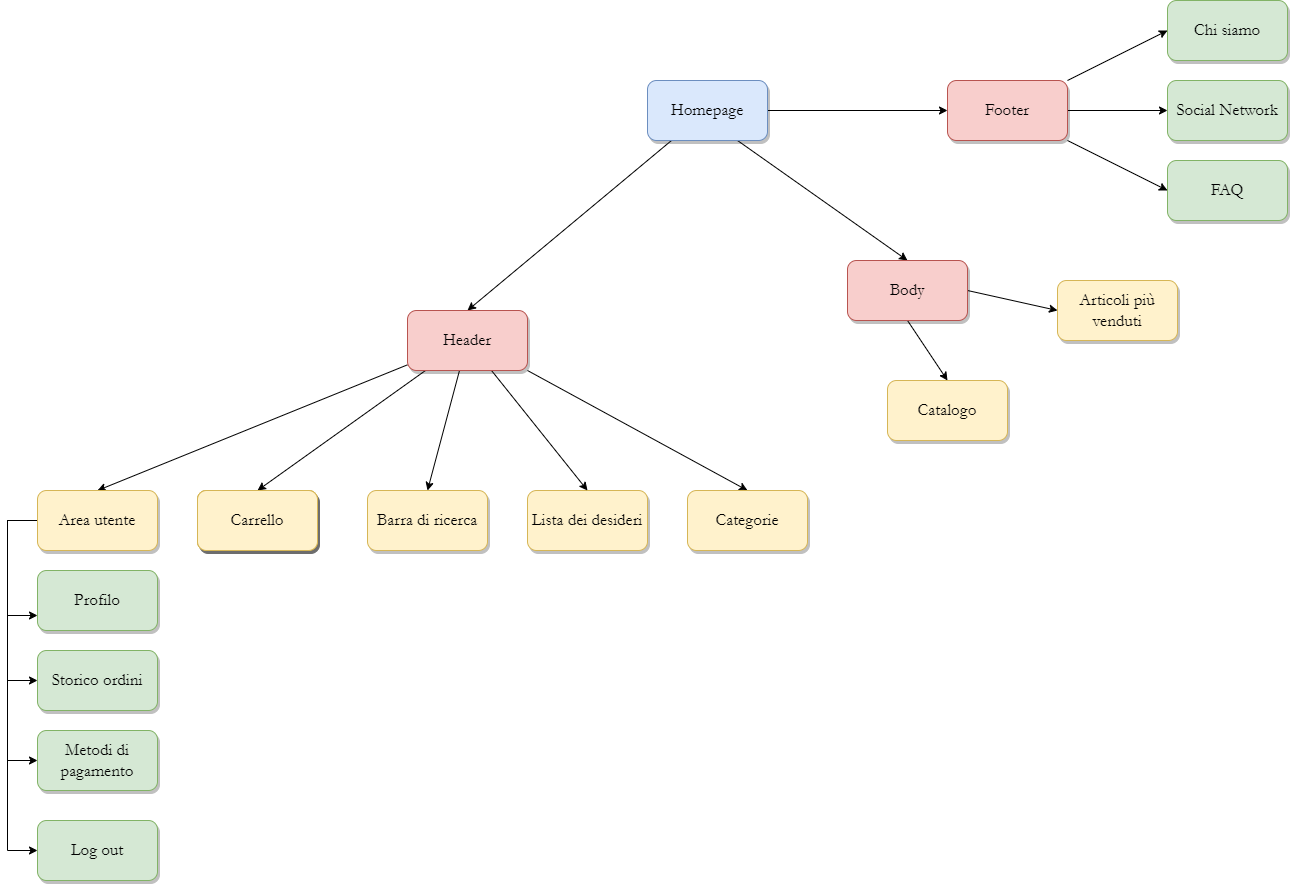 Chi siamo
Homepage
Footer
Social Network
FAQ
Body
Articoli più
venduti
Header
Catalogo
Area utente
Carrello
Barra di ricerca
Lista dei desideri
Categorie
Profilo
Storico ordini
Metodi di
pagamento
Log out